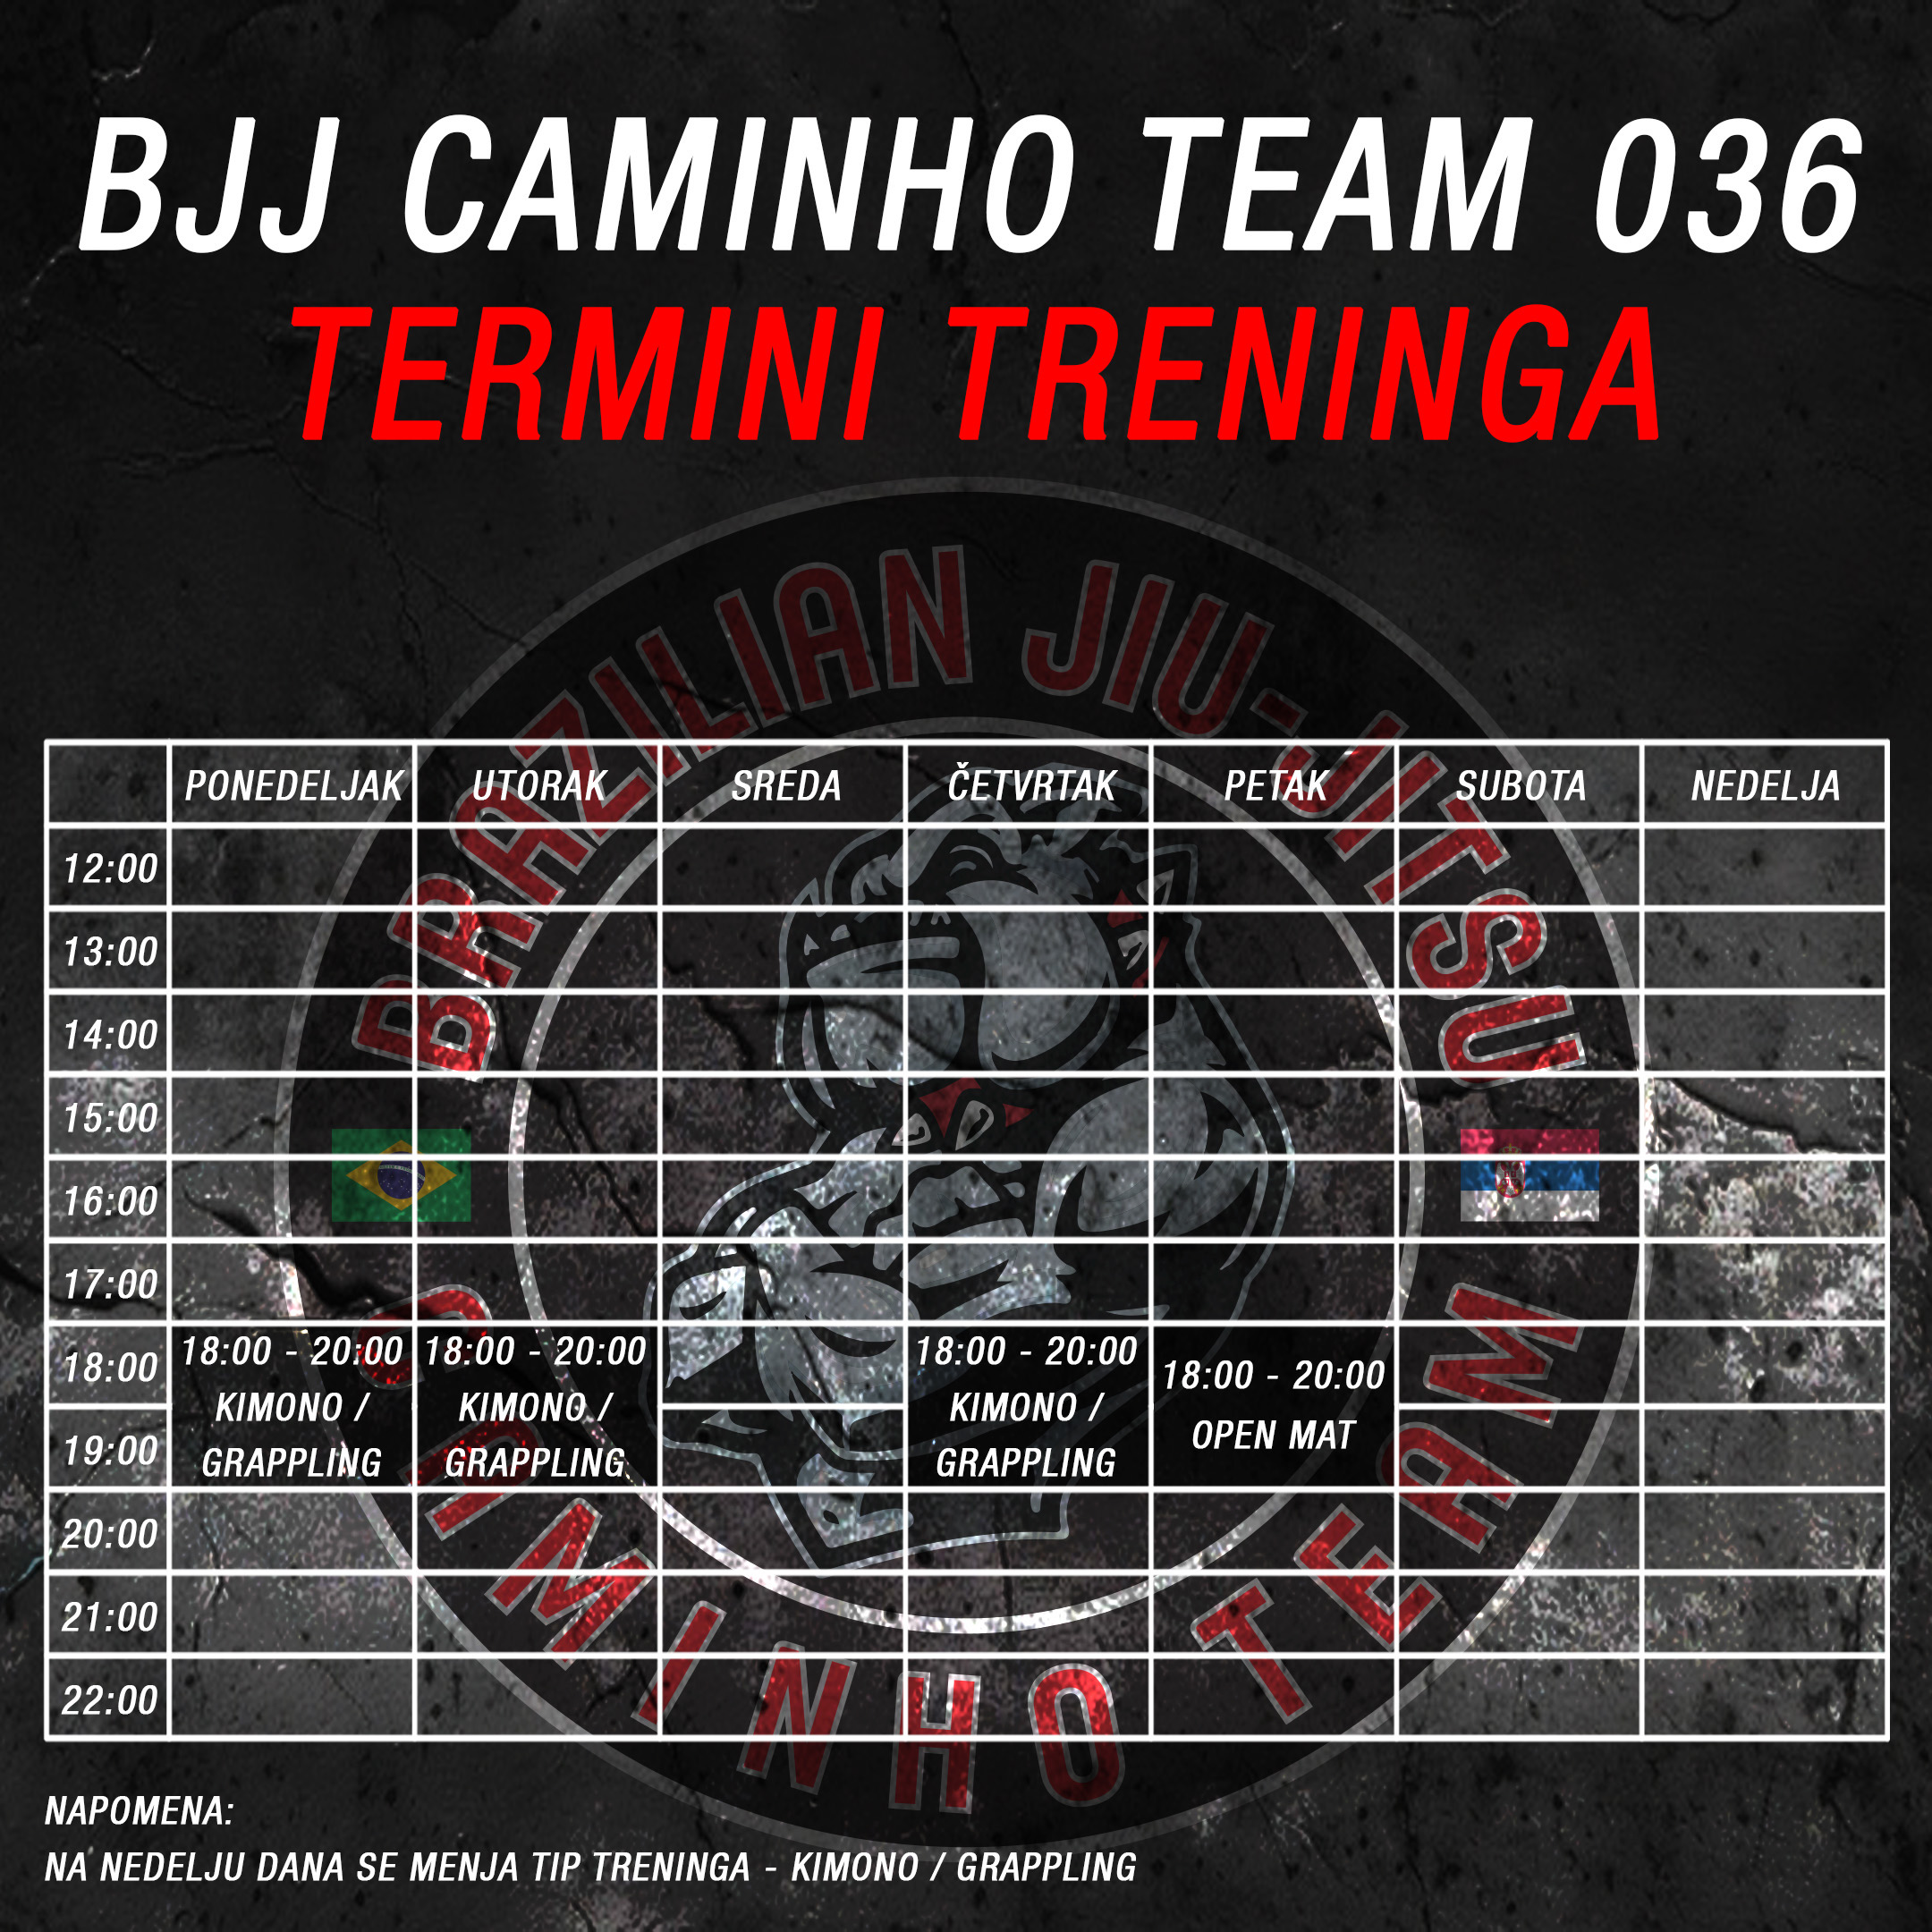 BJJ CAMINHO TEAM 036
TERMINI TRENINGA
BRAZILIAN JIU-JITSU
CAMINHO TEAM
PONEDELJAK UTORAK SREDA ČETVRTAK PETAK SUBOTA NEDELJA
12:00
13:00
14:00
15:00
16:00
17:00
18:00
19:00
18:00 - 20:00
KIMONO /
GRAPPLING
18:00 - 20:00
KIMONO /
GRAPPLING
18:00 - 20:00
KIMONO /
GRAPPLING
18:00 - 20:00
OPEN MAT
20:00
21:00
22:00
NAPOMENA:
NA NEDELJU DANA SE MENJA TIP TRENINGA - KIMONO / GRAPPLING